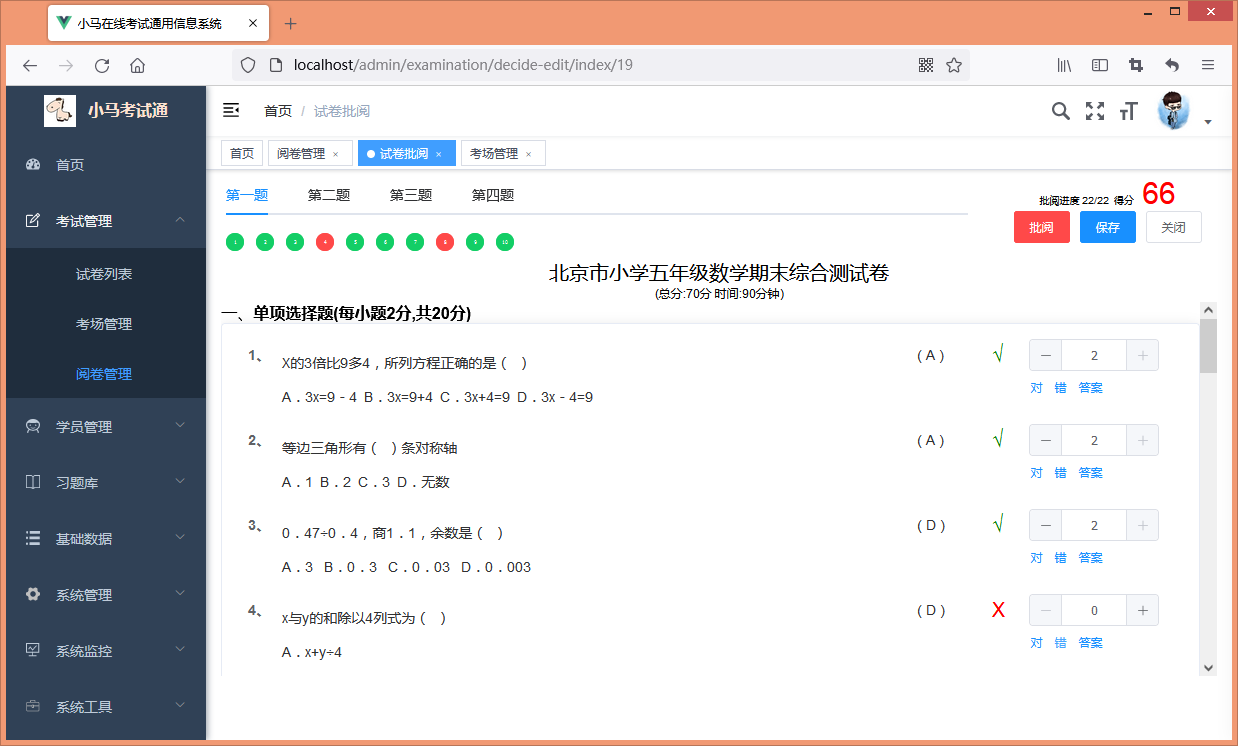 小马在线考试通用信息系统
localhost/admin/examination/decide-edit/index/19
小马考试通
首页 / 试卷批阅
首页 阅卷管理 × 试卷批阅 × 考场管理 ×
首页
考试管理
试卷列表
考场管理
阅卷管理
学员管理
习题库
基础数据
系统管理
系统监控
系统工具
第一题 第二题 第三题 第四题
批阅进度 22/22 得分 66
批阅 保存 关闭
1 2 3 4 5 6 7 8 9 10
北京市小学五年级数学期末综合测试卷
(总分:70分 时间:90分钟)
一、单项选择题(每小题2分,共20分)
1、 X的3倍比9多4，所列方程正确的是（ ） ( A ) √ － 2 +
A．3x=9－4 B．3x=9+4 C．3x+4=9 D．3x－4=9
对 错 答案
2、 等边三角形有（ ）条对称轴 ( A ) √ － 2 +
A．1 B．2 C．3 D．无数
对 错 答案
3、 0．47÷0．4，商1．1，余数是（ ） ( D ) √ － 2 +
A．3 B．0．3 C．0．03 D．0．003
对 错 答案
4、 x与y的和除以4列式为（ ） ( D ) X － 0 +
A．x+y÷4
对 错 答案